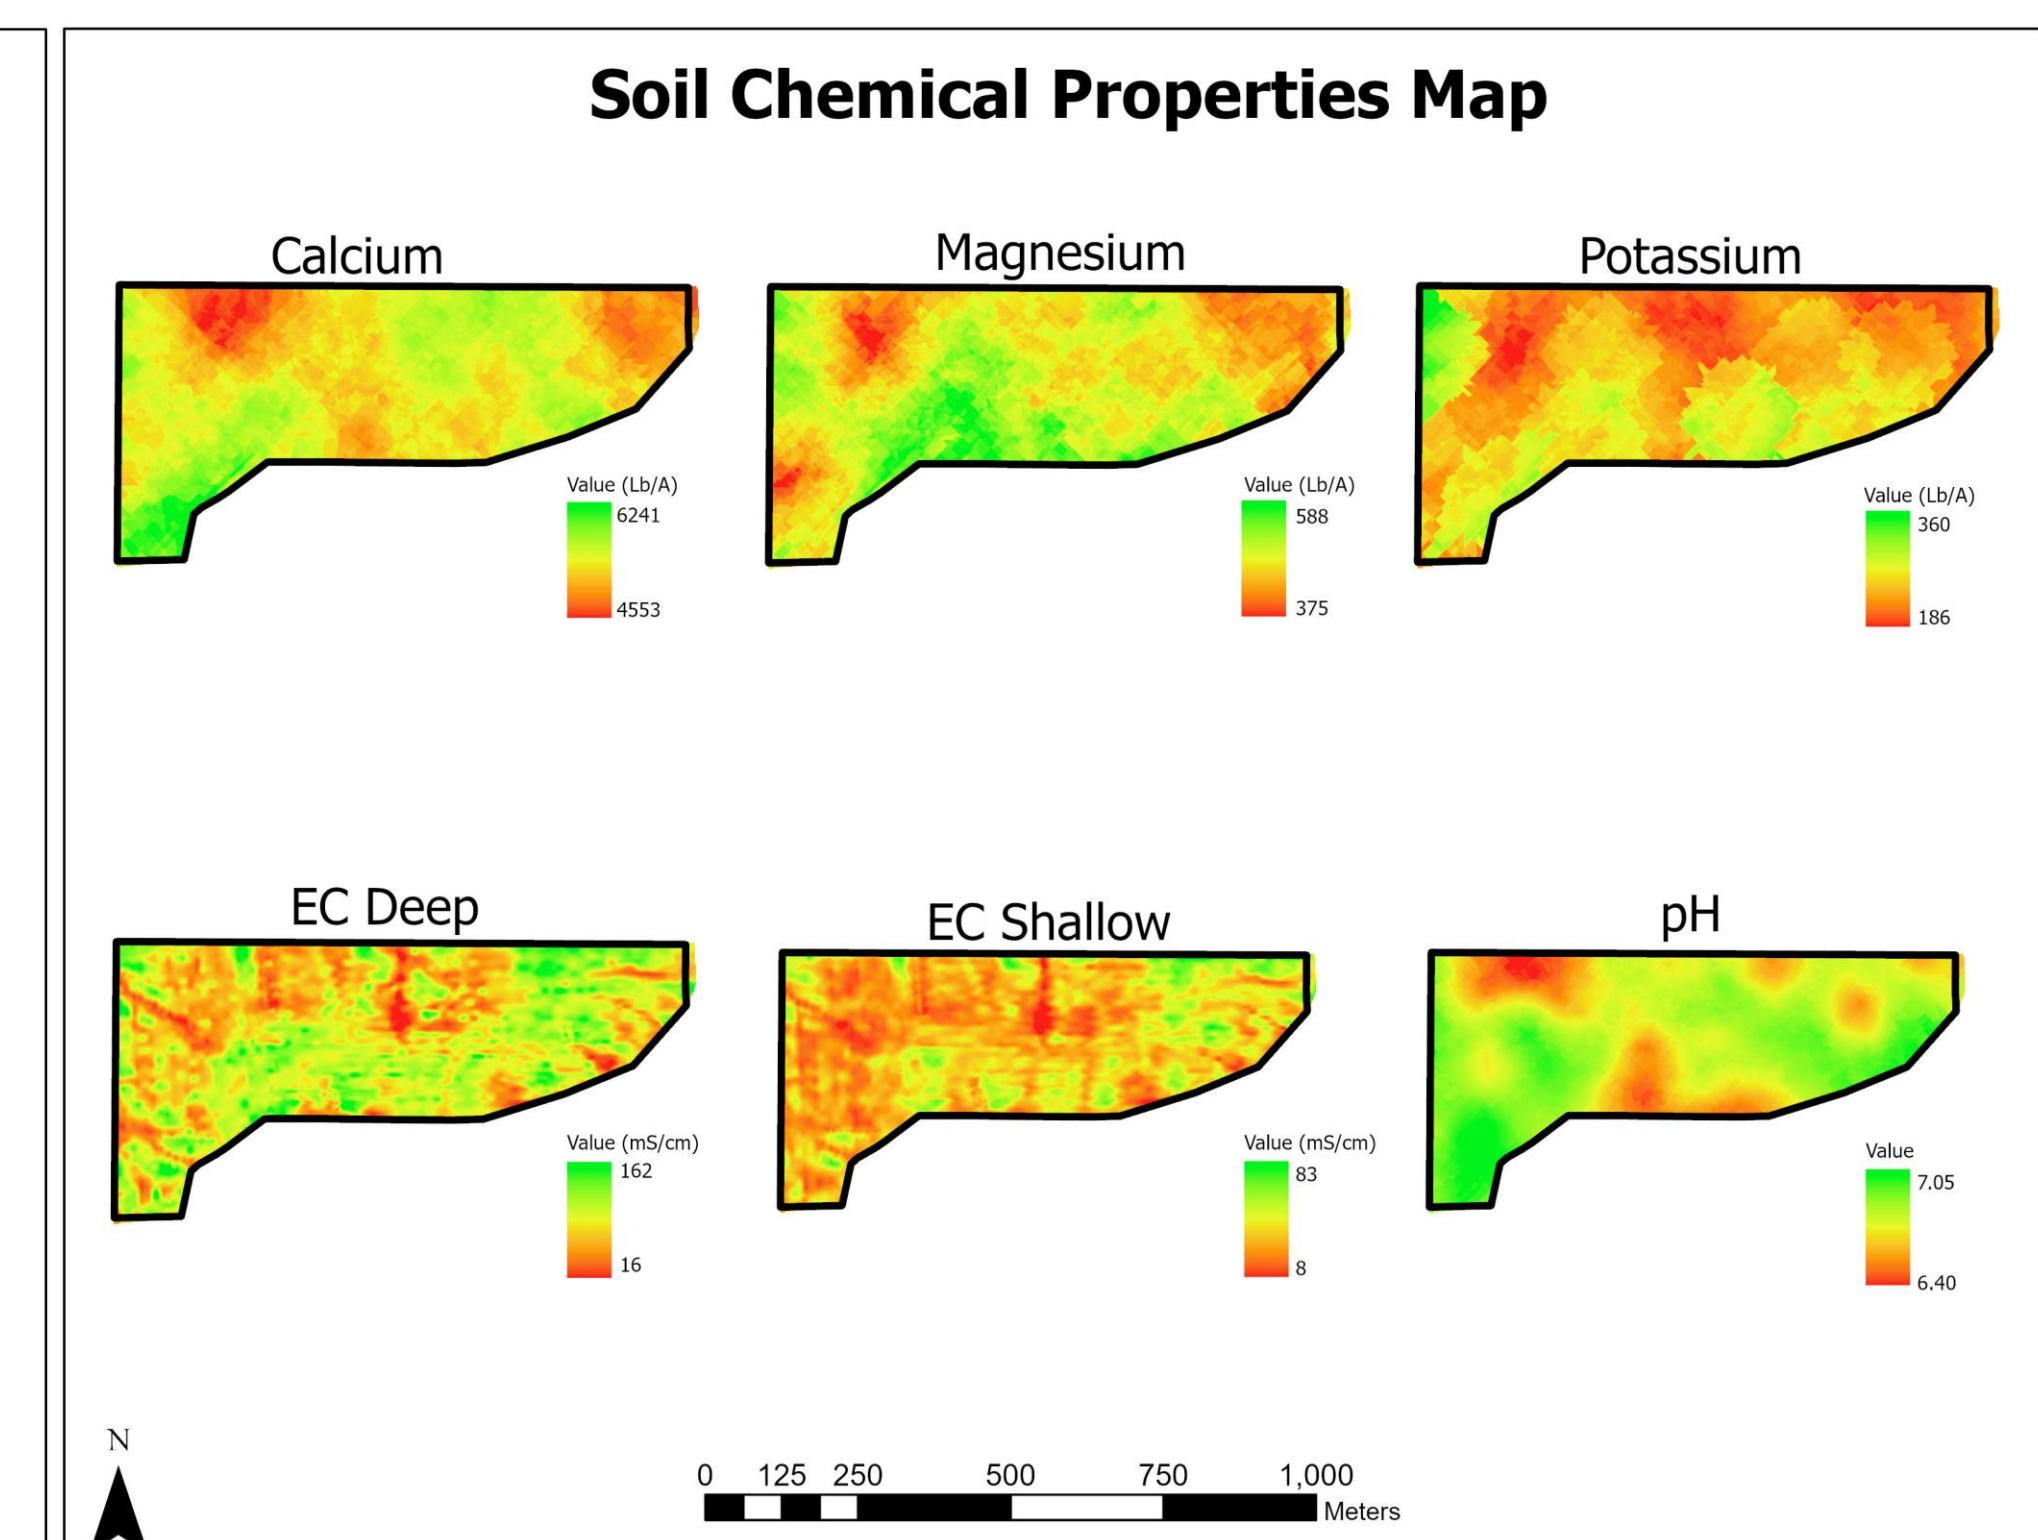 Soil Chemical Properties Map
Calcium
Magnesium
Potassium
Value (Lb/A)
6241
4553
Value (Lb/A)
588
375
Value (Lb/A)
360
186
EC Deep
EC Shallow
pH
Value (mS/cm)
162
16
Value (mS/cm)
83
8
Value
7.05
6.40
N
0 125 250 500 750 1,000
Meters